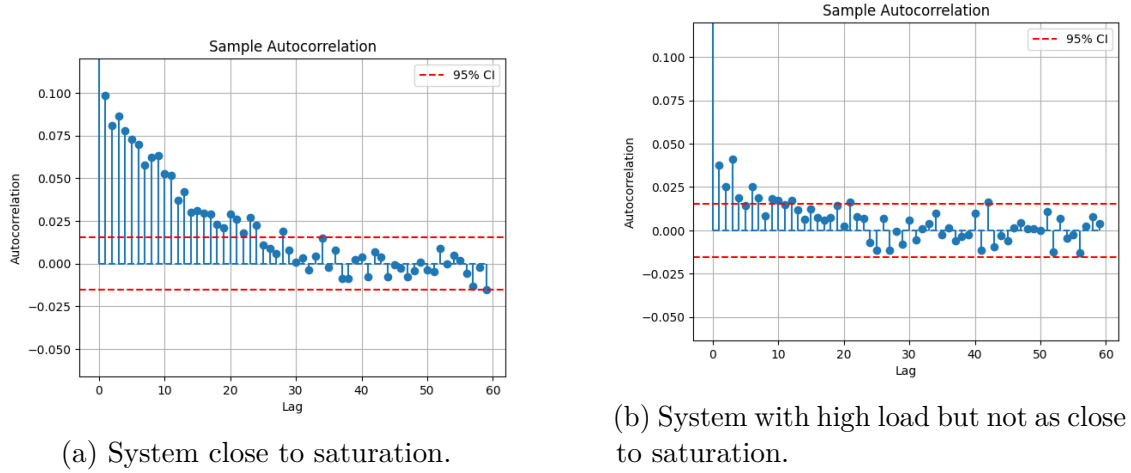 Sample Autocorrelation
95% CI
0.100
0.075
0.050
0.025
0.000
−0.025
−0.050
Autocorrelation
0 10 20 30 40 50 60
Lag
(a) System close to saturation.
Sample Autocorrelation
95% CI
0.100
0.075
0.050
0.025
0.000
−0.025
−0.050
Autocorrelation
0 10 20 30 40 50 60
Lag
(b) System with high load but not as close
to saturation.